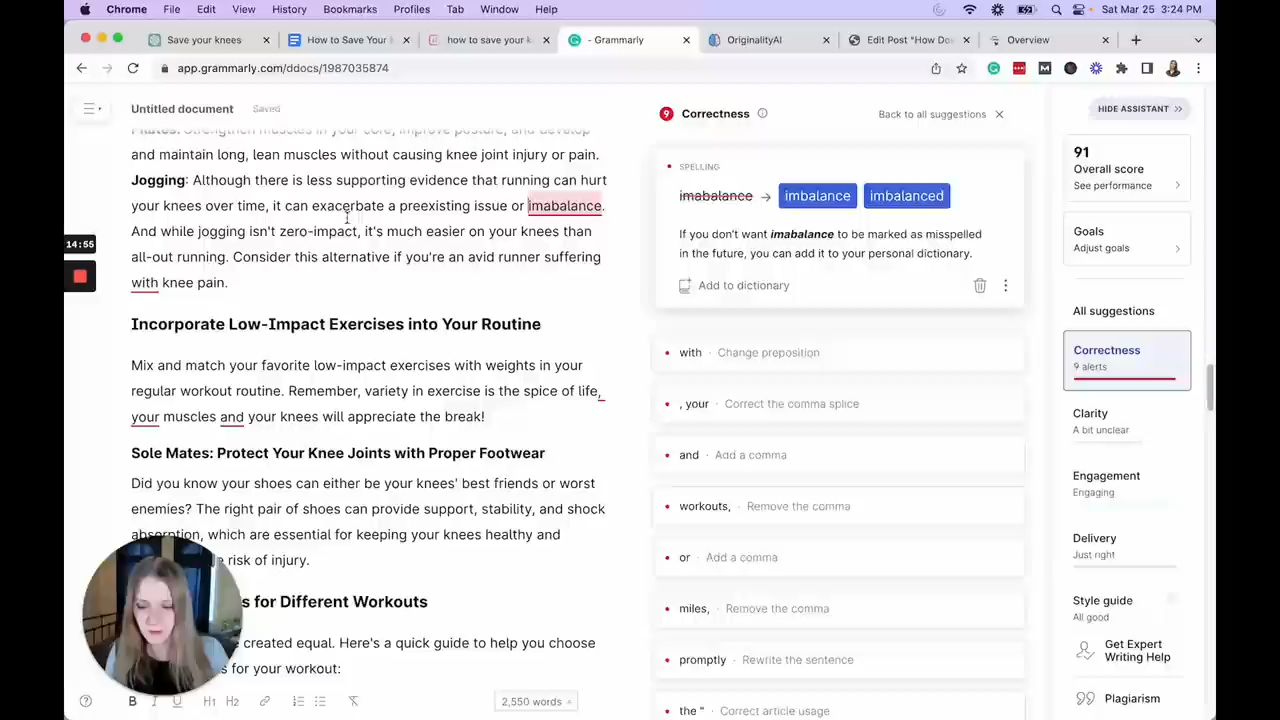 Chrome File Edit View History Bookmarks Profiles Tab Window Help Sat Mar 25 3:24 PM
Save your knees How to Save Your how to save your k - Grammarly OriginalityAI Edit Post "How Do Overview
app.grammarly.com/ddocs/1987035874
Untitled document Saved
Pilates: Strengthen muscles in your core, improve posture, and develop
and maintain long, lean muscles without causing knee joint injury or pain.
Jogging: Although there is less supporting evidence that running can hurt
your knees over time, it can exacerbate a preexisting issue or imabalance.
And while jogging isn't zero-impact, it's much easier on your knees than
all-out running. Consider this alternative if you're an avid runner suffering
with knee pain.
Incorporate Low-Impact Exercises into Your Routine
Mix and match your favorite low-impact exercises with weights in your
regular workout routine. Remember, variety in exercise is the spice of life,
your muscles and your knees will appreciate the break!
Sole Mates: Protect Your Knee Joints with Proper Footwear
Did you know your shoes can either be your knees' best friends or worst
enemies? The right pair of shoes can provide support, stability, and shock
absorption, which are essential for keeping your knees healthy and
risk of injury.
for Different Workouts
created equal. Here's a quick guide to help you choose
for your workout:
14:55
B I U H1 H2
2,550 words
9 Correctness
Back to all suggestions
SPELLING
imabalance → imbalance imbalanced
If you don't want imabalance to be marked as misspelled
in the future, you can add it to your personal dictionary.
Add to dictionary
with · Change preposition
, your · Correct the comma splice
and · Add a comma
workouts, · Remove the comma
or · Add a comma
miles, · Remove the comma
promptly · Rewrite the sentence
the " · Correct article usage
HIDE ASSISTANT
91
Overall score
See performance
Goals
Adjust goals
All suggestions
Correctness
9 alerts
Clarity
A bit unclear
Engagement
Engaging
Delivery
Just right
Style guide
All good
Get Expert
Writing Help
Plagiarism